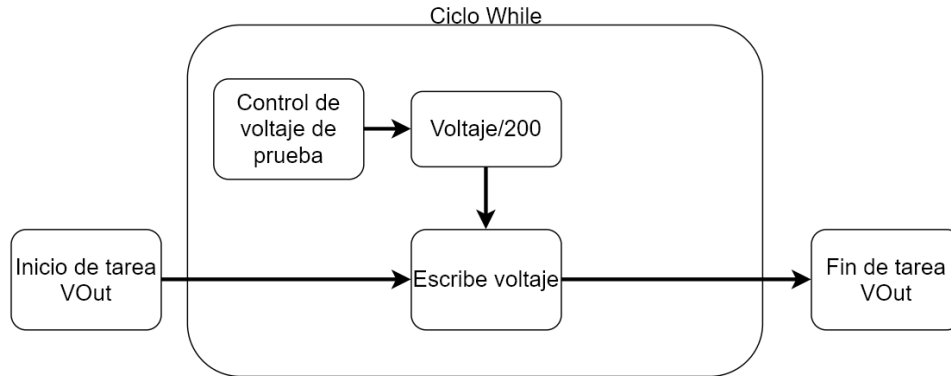 Ciclo While
Control de
voltaje de
prueba
Voltaje/200
Inicio de tarea
VOut
Escribe voltaje
Fin de tarea
VOut